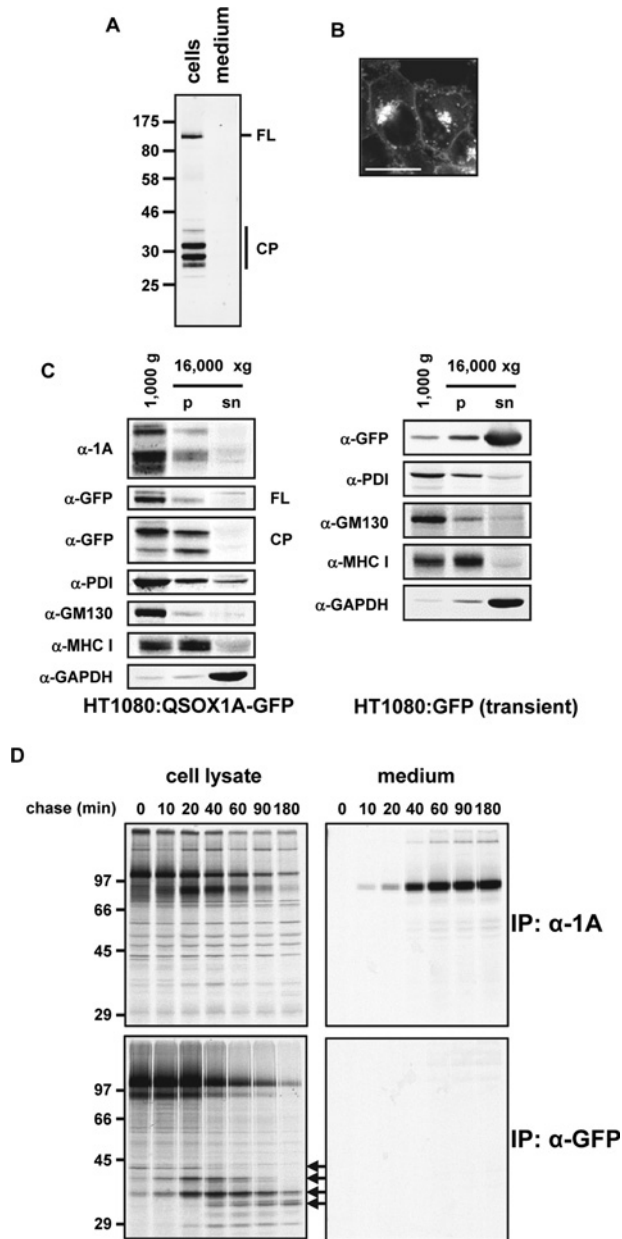 A
cells
medium
175
80
58
46
30
25
FL
CP
B
C
1,000 g
16,000 xg
p
sn
α-1A
α-GFP
FL
α-GFP
CP
α-PDI
α-GM130
α-MHC I
α-GAPDH
HT1080:QSOX1A-GFP
1,000 g
16,000 xg
p
sn
α-GFP
α-PDI
α-GM130
α-MHC I
α-GAPDH
HT1080:GFP (transient)
D
cell lysate
medium
chase (min) 0 10 20 40 60 90 180
0 10 20 40 60 90 180
97
66
45
29
IP: α-1A
97
66
45
29
IP: α-GFP